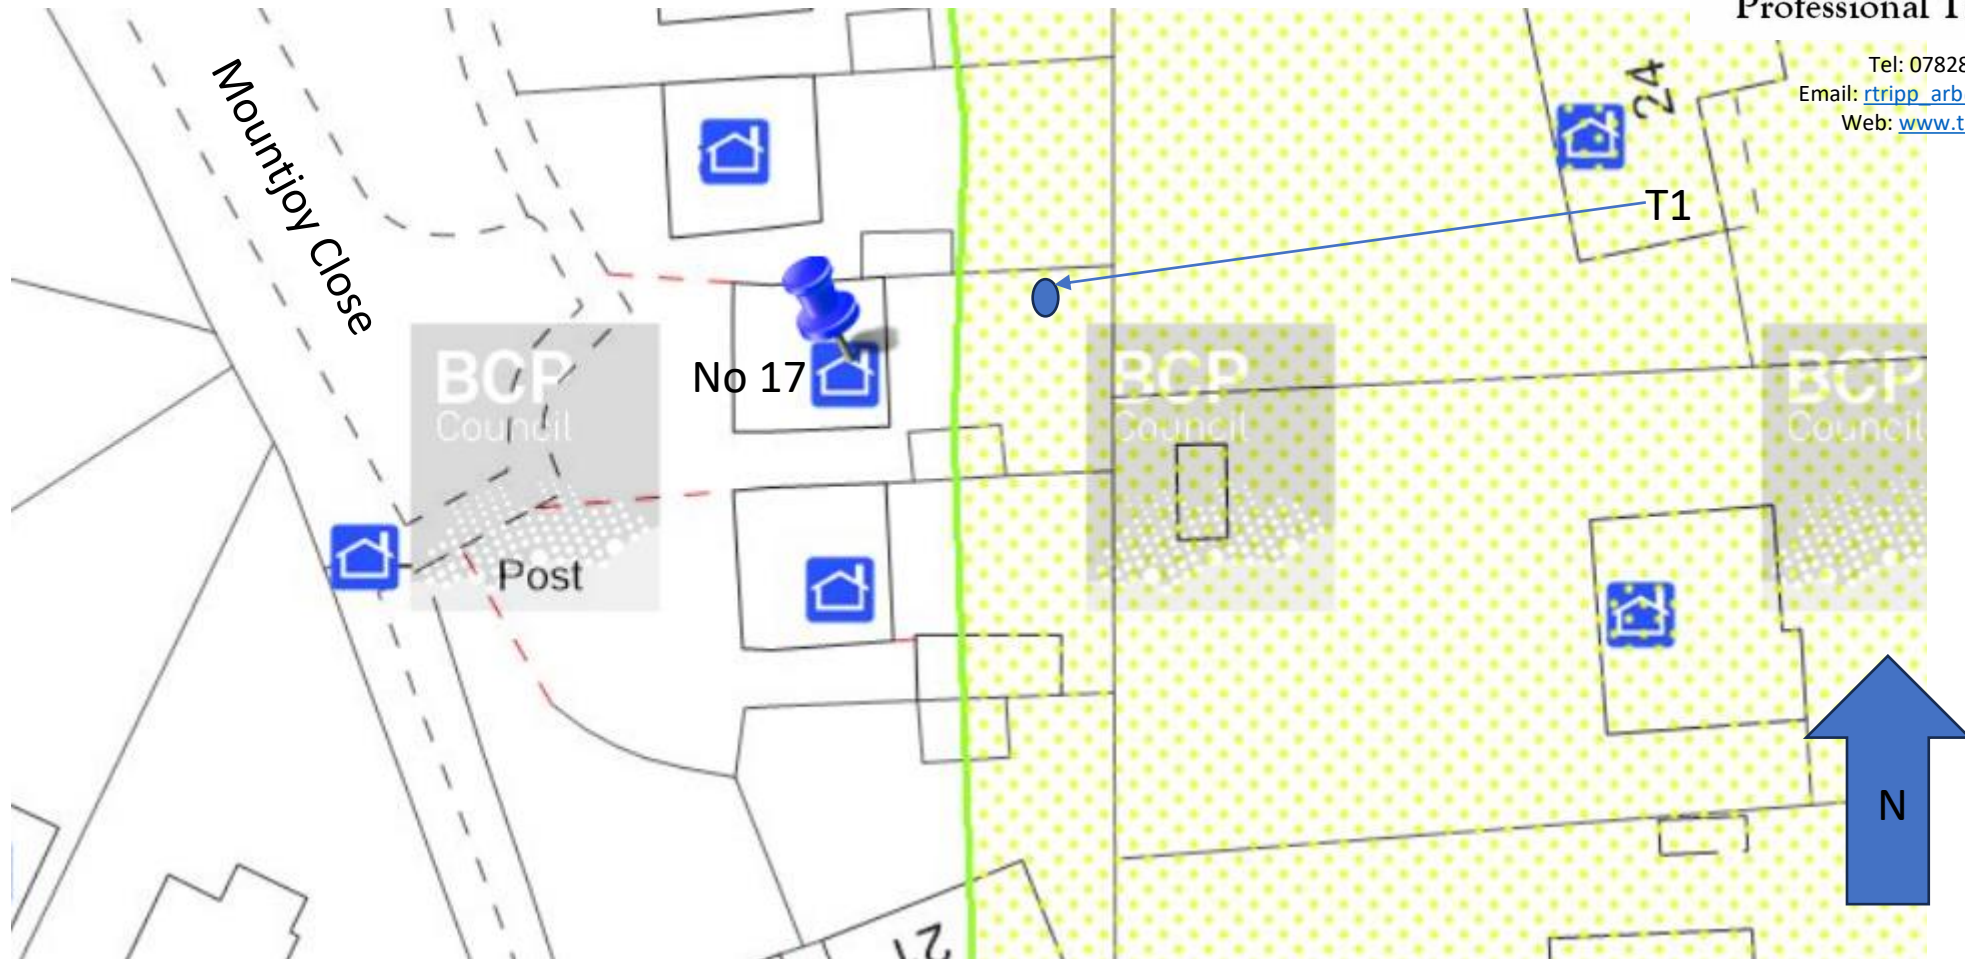 Professional T
Tel: 07828
Email: rtripp_arb
Web: www.t
Mountjoy Close
24
T1
No 17
BCP
Council
BCP
Council
BCP
Council
Post
N
21